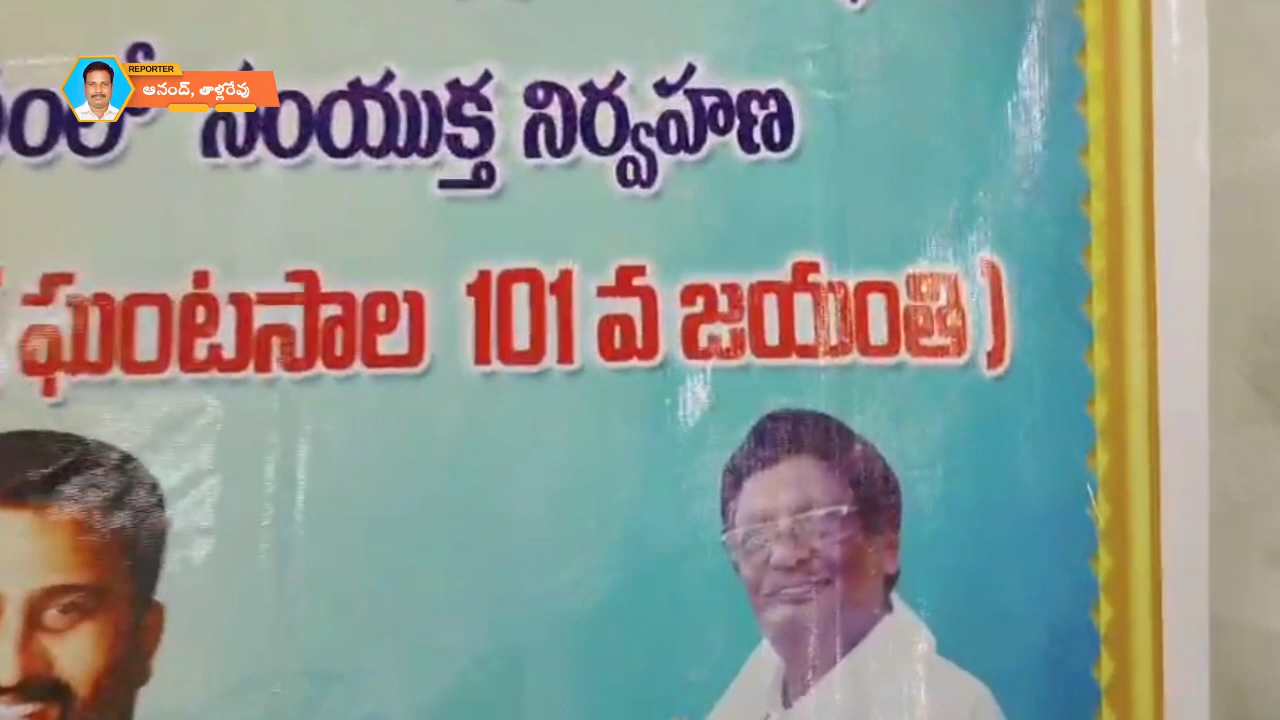 REPORTER
ఆనంద్, తాళ్లరేవు
సంయుక్త నిర్వహణ
ఘంటసాల 101 వ జయంతి )